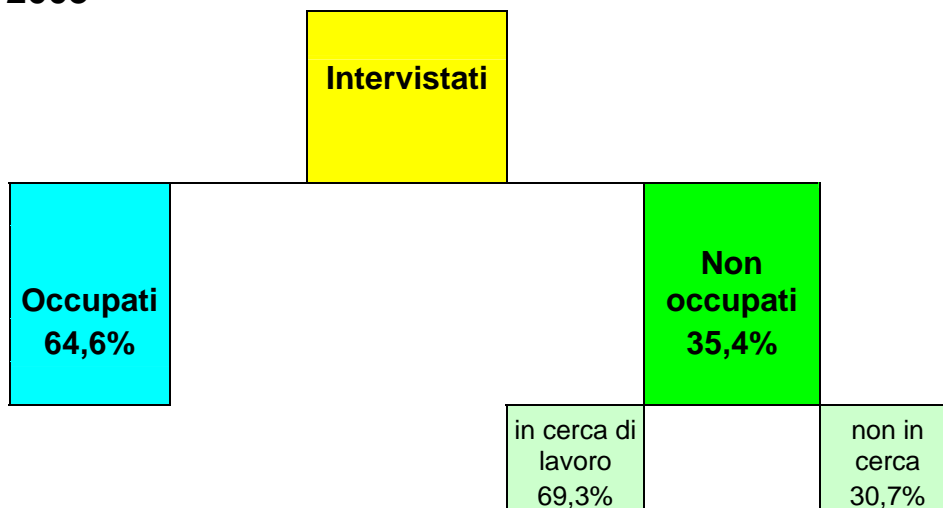 Intervistati
Occupati
64,6%
Non
occupati
35,4%
in cerca di
lavoro
69,3%
non in
cerca
30,7%